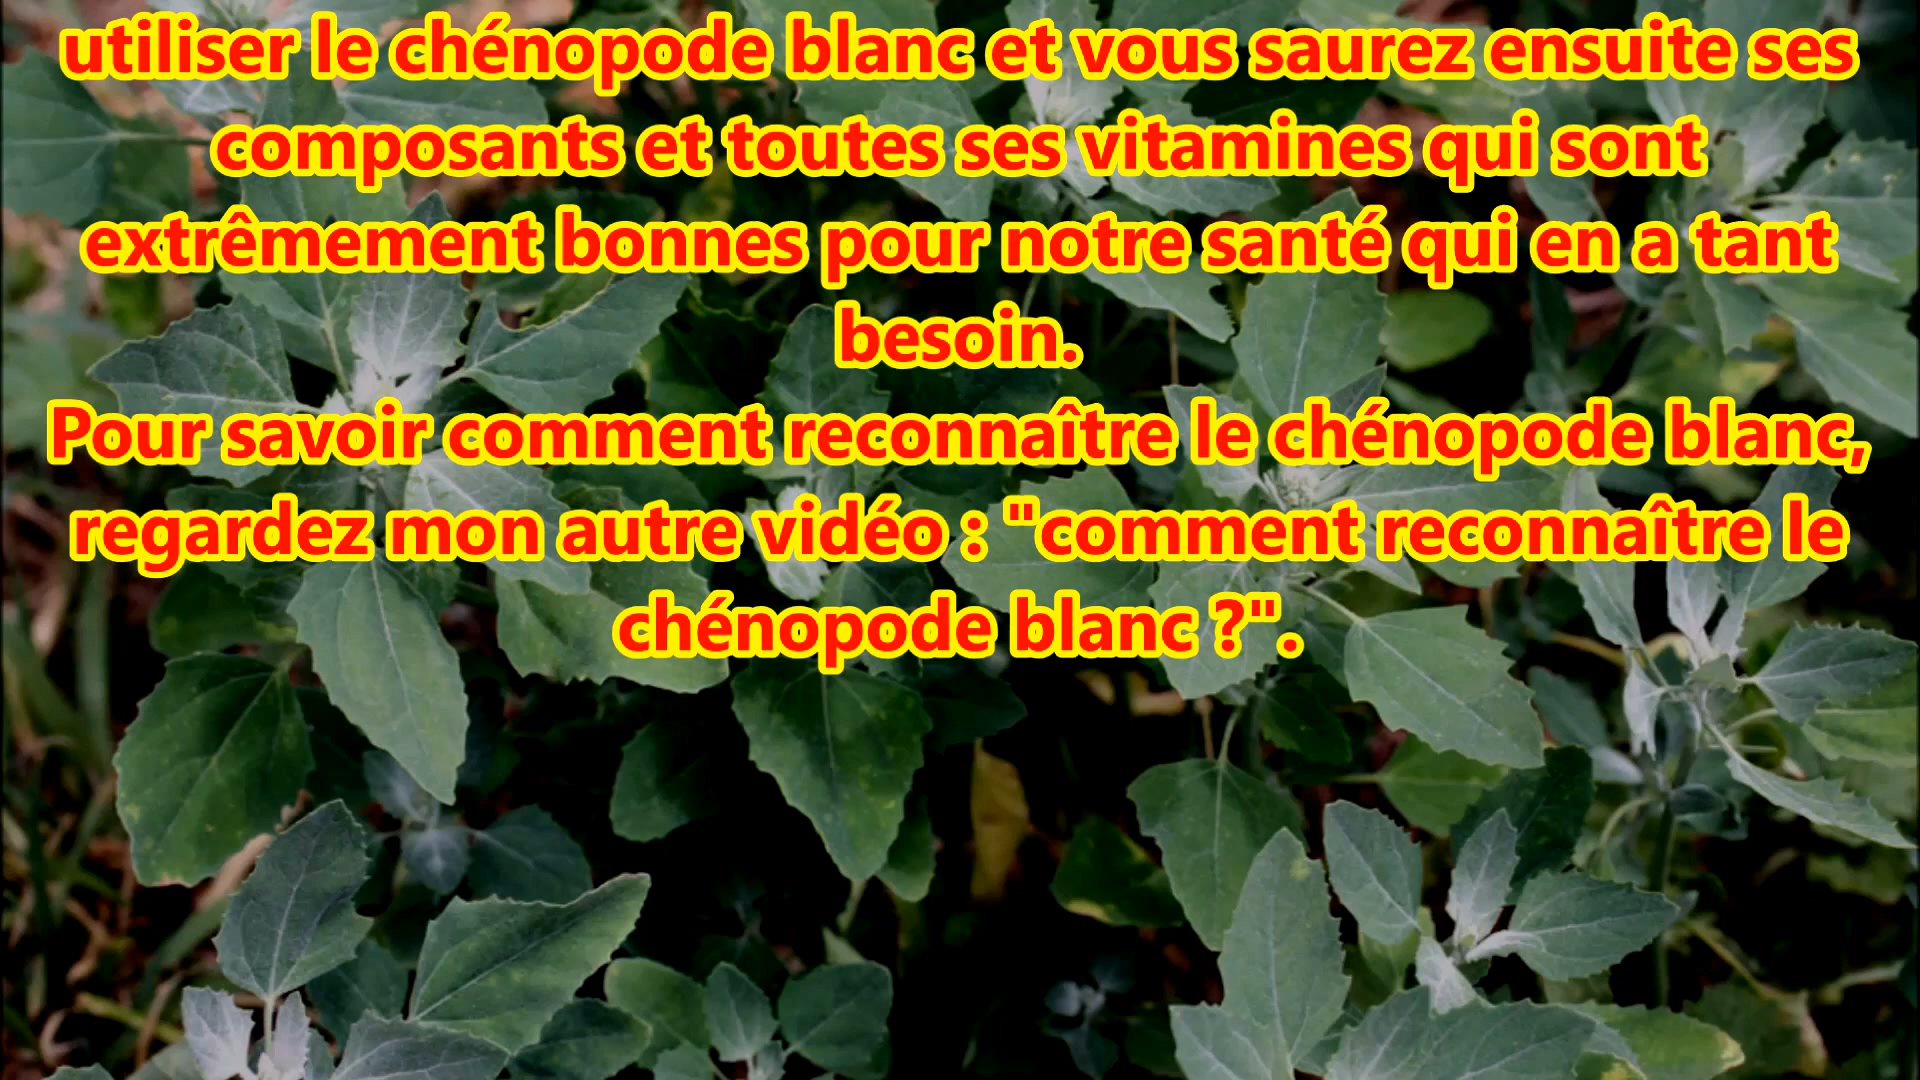 utiliser le chénopode blanc et vous saurez ensuite ses
composants et toutes ses vitamines qui sont
extrêmement bonnes pour notre santé qui en a tant
besoin.
Pour savoir comment reconnaître le chénopode blanc,
regardez mon autre vidéo : "comment reconnaître le
chénopode blanc ?".